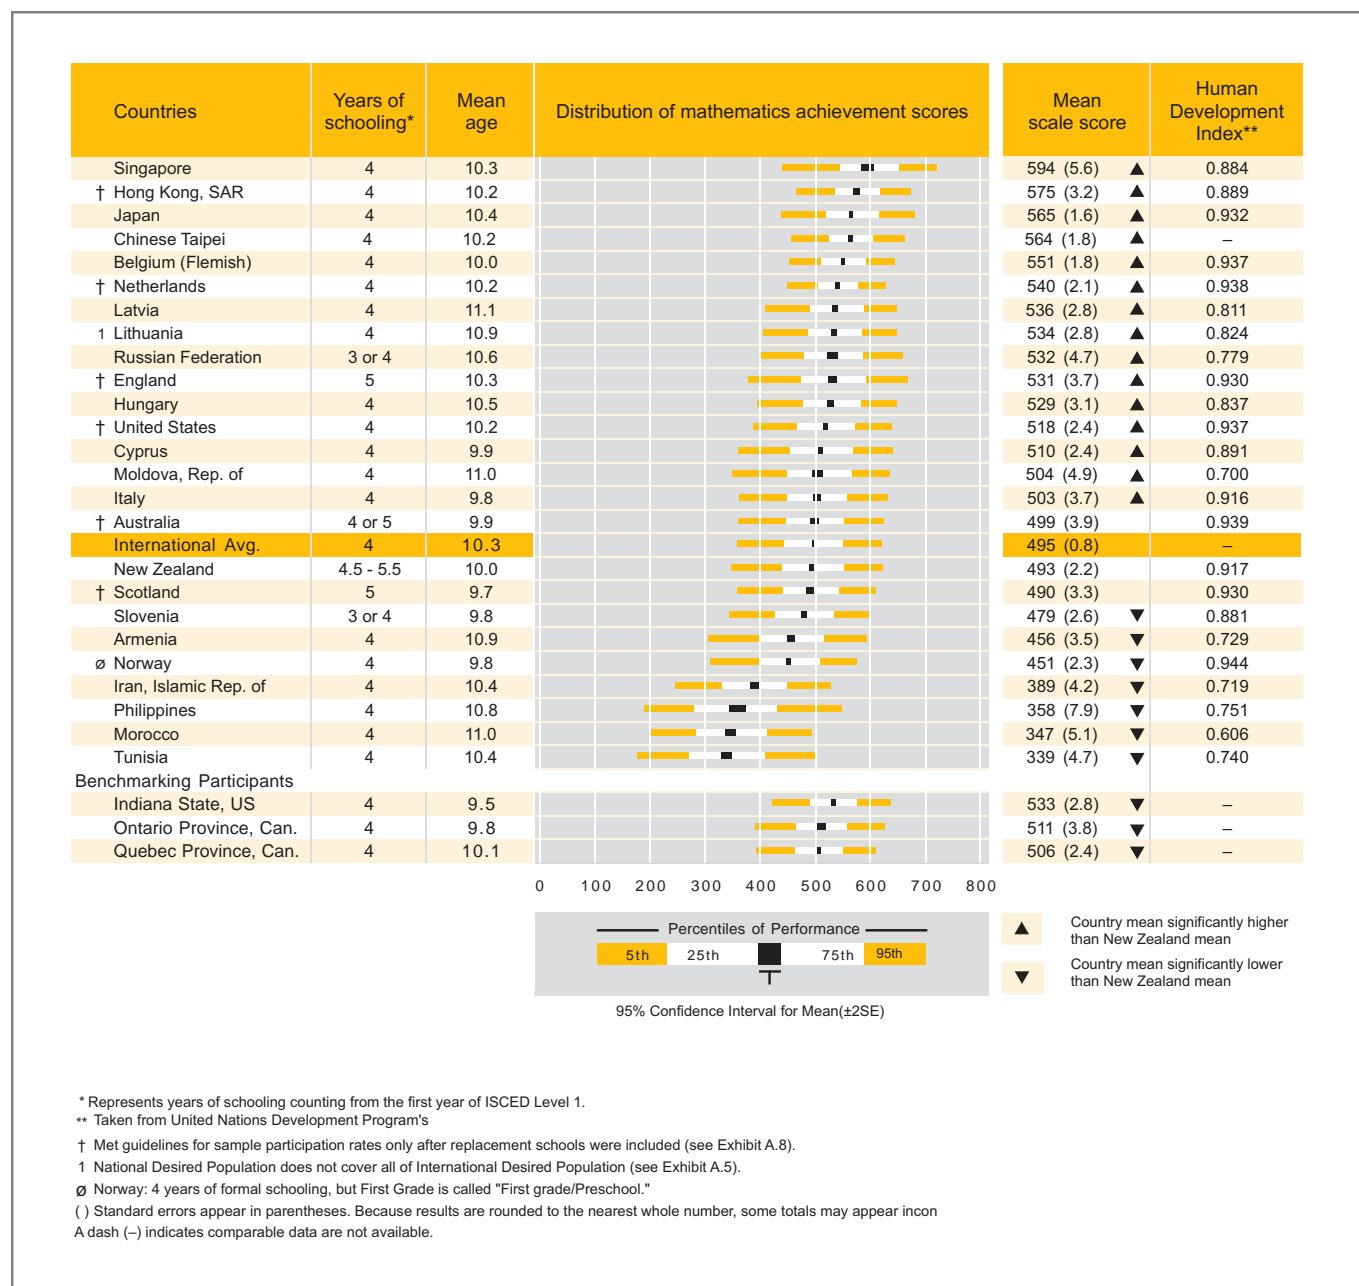 Countries Years of schooling* Mean age Distribution of mathematics achievement scores Mean scale score Human Development Index**
Singapore 4 10.3 594 (5.6) ▲ 0.884
† Hong Kong, SAR 4 10.2 575 (3.2) ▲ 0.889
Japan 4 10.4 565 (1.6) ▲ 0.932
Chinese Taipei 4 10.2 564 (1.8) ▲ –
Belgium (Flemish) 4 10.0 551 (1.8) ▲ 0.937
† Netherlands 4 10.2 540 (2.1) ▲ 0.938
Latvia 4 11.1 536 (2.8) ▲ 0.811
1 Lithuania 4 10.9 534 (2.8) ▲ 0.824
Russian Federation 3 or 4 10.6 532 (4.7) ▲ 0.779
† England 5 10.3 531 (3.7) ▲ 0.930
Hungary 4 10.5 529 (3.1) ▲ 0.837
† United States 4 10.2 518 (2.4) ▲ 0.937
Cyprus 4 9.9 510 (2.4) ▲ 0.891
Moldova, Rep. of 4 11.0 504 (4.9) ▲ 0.700
Italy 4 9.8 503 (3.7) ▲ 0.916
† Australia 4 or 5 9.9 499 (3.9) 0.939
International Avg. 4 10.3 495 (0.8) –
New Zealand 4.5 - 5.5 10.0 493 (2.2) 0.917
† Scotland 5 9.7 490 (3.3) 0.930
Slovenia 3 or 4 9.8 479 (2.6) ▼ 0.881
Armenia 4 10.9 456 (3.5) ▼ 0.729
ø Norway 4 9.8 451 (2.3) ▼ 0.944
Iran, Islamic Rep. of 4 10.4 389 (4.2) ▼ 0.719
Philippines 4 10.8 358 (7.9) ▼ 0.751
Morocco 4 11.0 347 (5.1) ▼ 0.606
Tunisia 4 10.4 339 (4.7) ▼ 0.740
Benchmarking Participants
Indiana State, US 4 9.5 533 (2.8) ▼ –
Ontario Province, Can. 4 9.8 511 (3.8) ▼ –
Quebec Province, Can. 4 10.1 506 (2.4) ▼ –
0 100 200 300 400 500 600 700 800
Percentiles of Performance
5th 25th 75th 95th
95% Confidence Interval for Mean(±2SE)
▲ Country mean significantly higher
than New Zealand mean
▼ Country mean significantly lower
than New Zealand mean
* Represents years of schooling counting from the first year of ISCED Level 1.
** Taken from United Nations Development Program's
† Met guidelines for sample participation rates only after replacement schools were included (see Exhibit A.8).
1 National Desired Population does not cover all of International Desired Population (see Exhibit A.5).
ø Norway: 4 years of formal schooling, but First Grade is called "First grade/Preschool."
( ) Standard errors appear in parentheses. Because results are rounded to the nearest whole number, some totals may appear incon
A dash (–) indicates comparable data are not available.